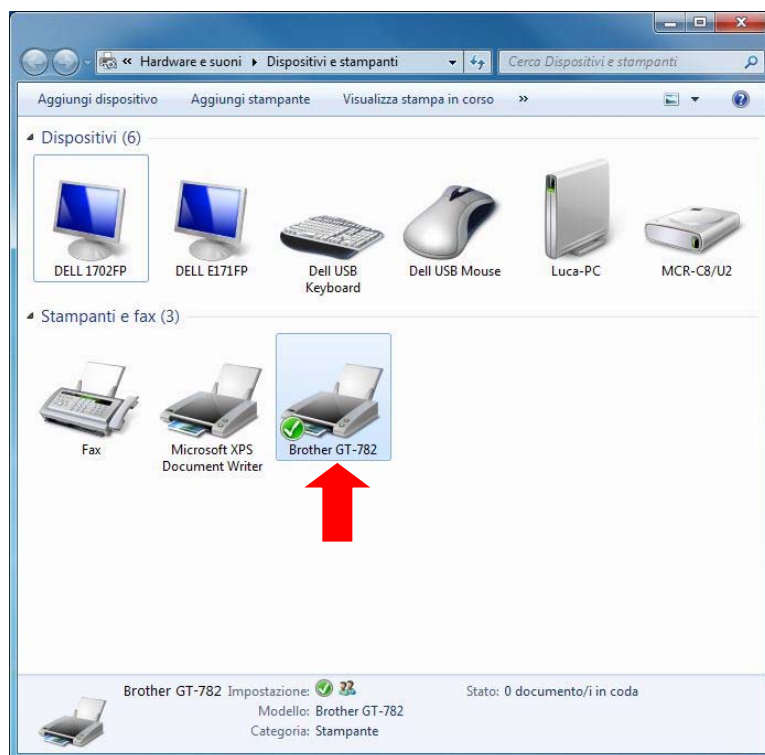 « Hardware e suoni ▸ Dispositivi e stampanti
Cerca Dispositivi e stampanti
Aggiungi dispositivo Aggiungi stampante Visualizza stampa in corso »
Dispositivi (6)
DELL 1702FP
DELL E171FP
Dell USB
Keyboard
Dell USB Mouse
Luca-PC
MCR-C8/U2
Stampanti e fax (3)
Fax
Microsoft XPS
Document Writer
Brother GT-782
Brother GT-782 Impostazione: Stato: 0 documento/i in coda
Modello: Brother GT-782
Categoria: Stampante